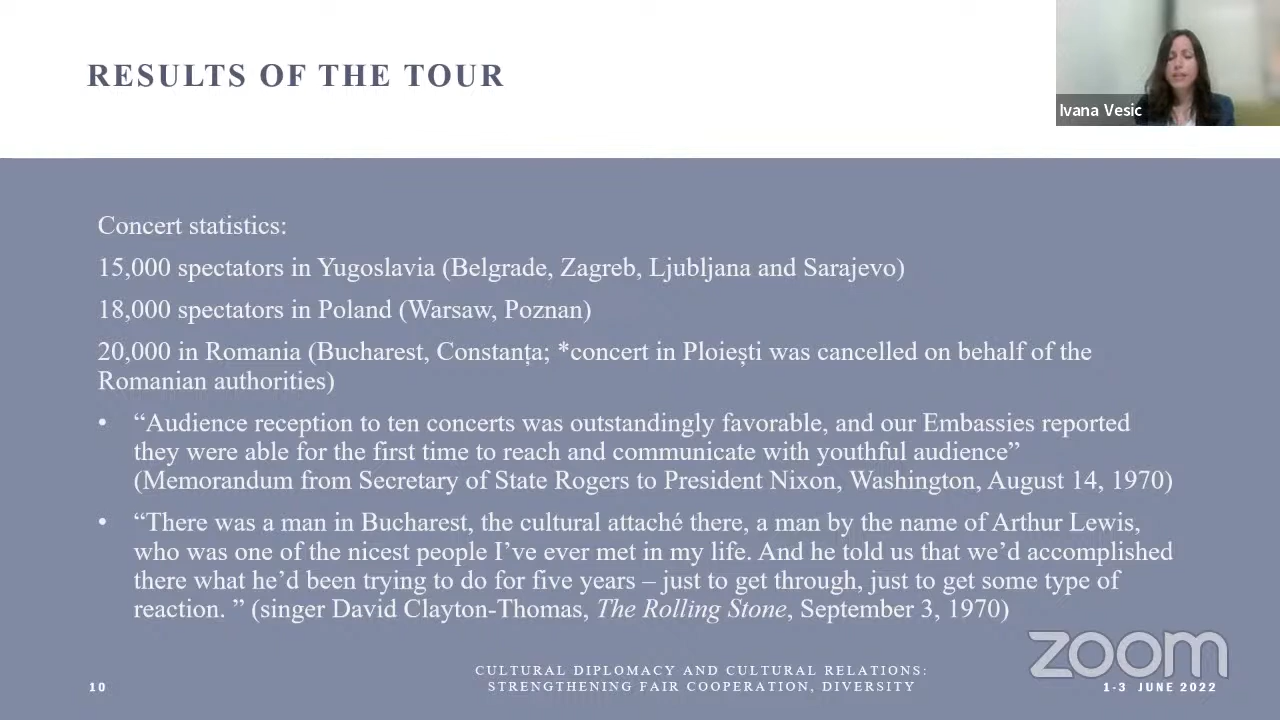 RESULTS OF THE TOUR
Ivana Vesic
Concert statistics:
15,000 spectators in Yugoslavia (Belgrade, Zagreb, Ljubljana and Sarajevo)
18,000 spectators in Poland (Warsaw, Poznan)
20,000 in Romania (Bucharest, Constanța; *concert in Ploiești was cancelled on behalf of the
Romanian authorities)
• “Audience reception to ten concerts was outstandingly favorable, and our Embassies reported
they were able for the first time to reach and communicate with youthful audience”
(Memorandum from Secretary of State Rogers to President Nixon, Washington, August 14, 1970)
• “There was a man in Bucharest, the cultural attaché there, a man by the name of Arthur Lewis,
who was one of the nicest people I’ve ever met in my life. And he told us that we’d accomplished
there what he’d been trying to do for five years – just to get through, just to get some type of
reaction. ” (singer David Clayton-Thomas, The Rolling Stone, September 3, 1970)
zoom
10
CULTURAL DIPLOMACY AND CULTURAL RELATIONS:
STRENGTHENING FAIR COOPERATION, DIVERSITY
1-3 JUNE 2022